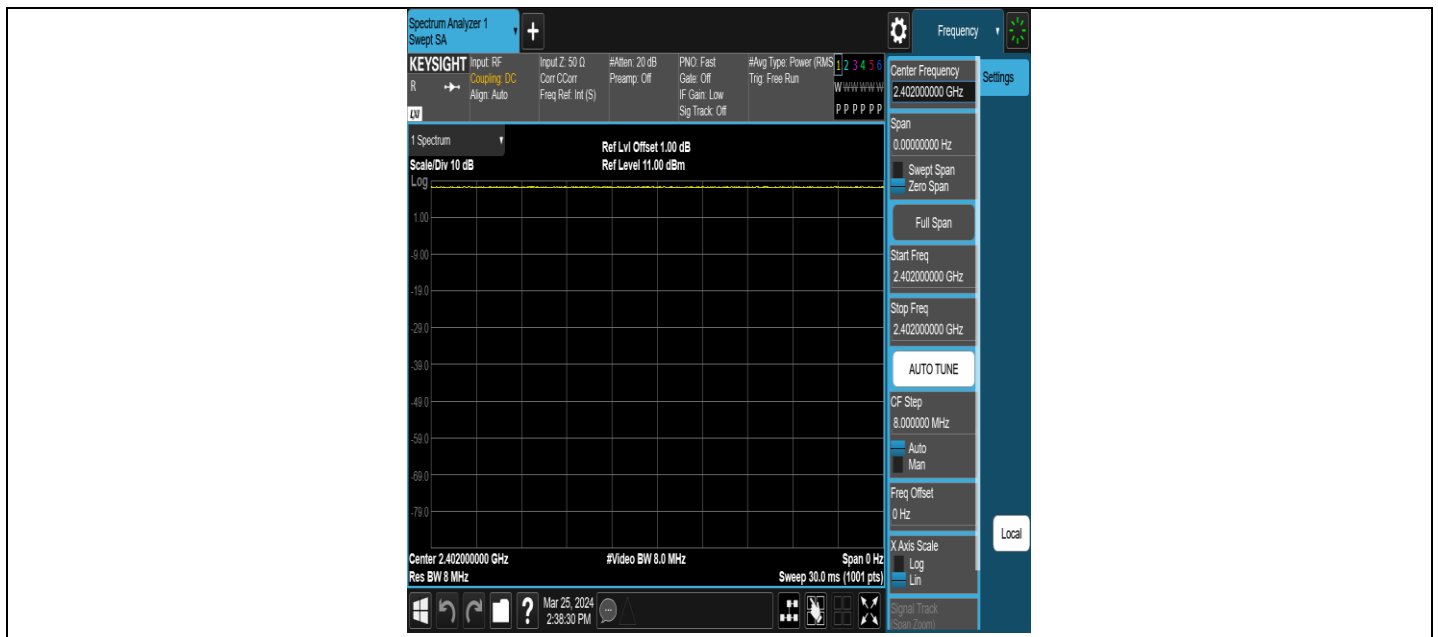 Spectrum Analyzer 1
Swept SA
+
Frequency
KEYSIGHT
R
LXI
Input: RF
Coupling: DC
Align: Auto
Input Z: 50 Ω
Corr CCorr
Freq Ref: Int (S)
#Atten: 20 dB
Preamp: Off
PNO: Fast
Gate: Off
IF Gain: Low
Sig Track: Off
#Avg Type: Power (RMS
Trig: Free Run
1 2 3 4 5 6
W W W W W W
P P P P P P
1 Spectrum
Scale/Div 10 dB
Ref Lvl Offset 1.00 dB
Ref Level 11.00 dBm
Log
1.00
-9.00
-19.0
-29.0
-39.0
-49.0
-59.0
-69.0
-79.0
Center 2.402000000 GHz
#Video BW 8.0 MHz
Span 0 Hz
Res BW 8 MHz
Sweep 30.0 ms (1001 pts)
Mar 25, 2024
2:38:30 PM
?
Center Frequency
2.402000000 GHz
Settings
Span
0.00000000 Hz
Swept Span
Zero Span
Full Span
Start Freq
2.402000000 GHz
Stop Freq
2.402000000 GHz
AUTO TUNE
CF Step
8.000000 MHz
Auto
Man
Freq Offset
0 Hz
X Axis Scale
Log
Lin
Signal Track
(Span Zoom)
Local